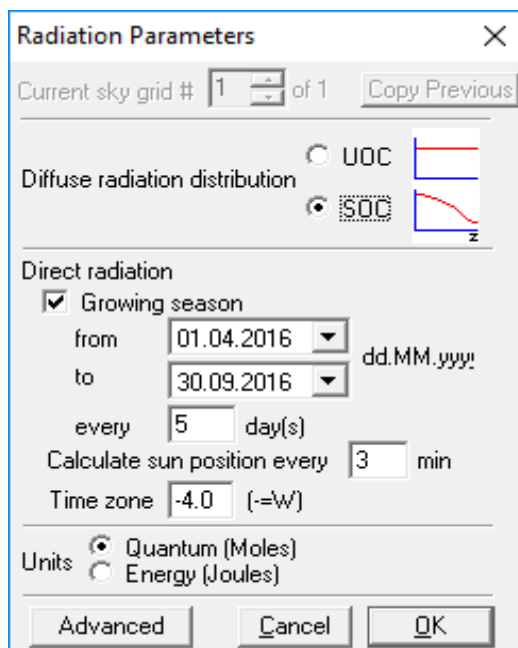 Radiation Parameters
Current sky grid # 1 of 1 Copy Previous
UOC
Diffuse radiation distribution
SOC
z
Direct radiation
Growing season
from 01.04.2016
dd.MM.yyy
to 30.09.2016
every 5 day(s)
Calculate sun position every 3 min
Time zone -4.0 (-=W)
Quantum (Moles)
Units
Energy (Joules)
Advanced Cancel OK